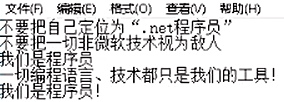 文件(F) 编辑(E) 格式(O) 查看(V) 帮助(H)
不要把自己定位为“.net程序员”
不要把一切非微软技术视为敌人
我们是程序员
一切编程语言、技术都只是我们的工具!
我们是程序员!